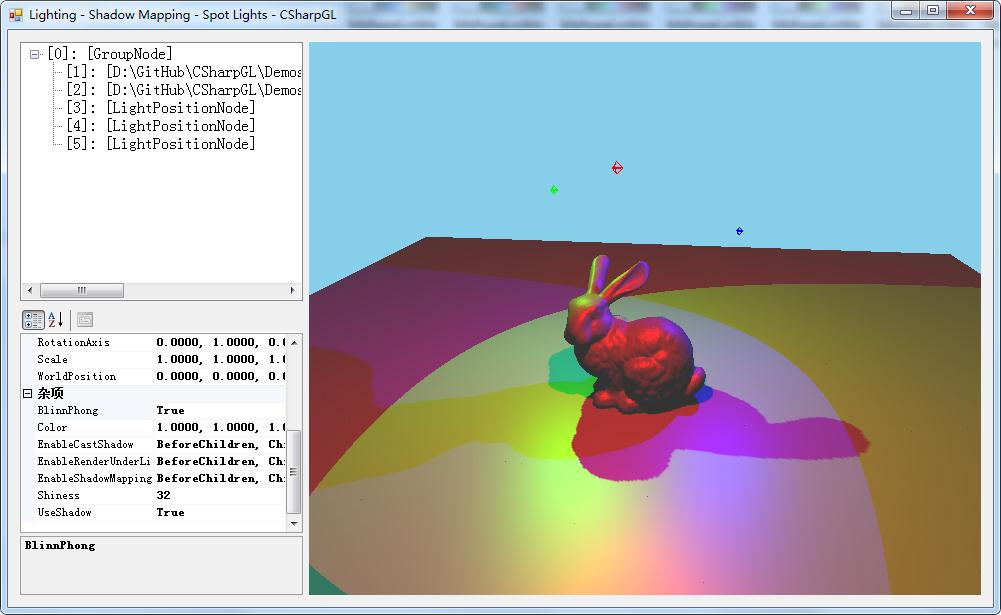 Lighting - Shadow Mapping - Spot Lights - CSharpGL
[0]: [GroupNode]
[1]: [D:\GitHub\CSharpGL\Demos
[2]: [D:\GitHub\CSharpGL\Demos
[3]: [LightPositionNode]
[4]: [LightPositionNode]
[5]: [LightPositionNode]
RotationAxis 0.0000, 1.0000, 0.0
Scale 1.0000, 1.0000, 1.0
WorldPosition 0.0000, 0.0000, 0.0
杂项
BlinnPhong True
Color 1.0000, 1.0000, 1.0
EnableCastShadow BeforeChildren, Chi
EnableRenderUnderLi BeforeChildren, Chi
EnableShadowMapping BeforeChildren, Chi
Shiness 32
UseShadow True
BlinnPhong